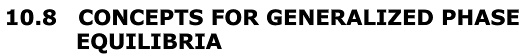 10.8 CONCEPTS FOR GENERALIZED PHASE
EQUILIBRIA